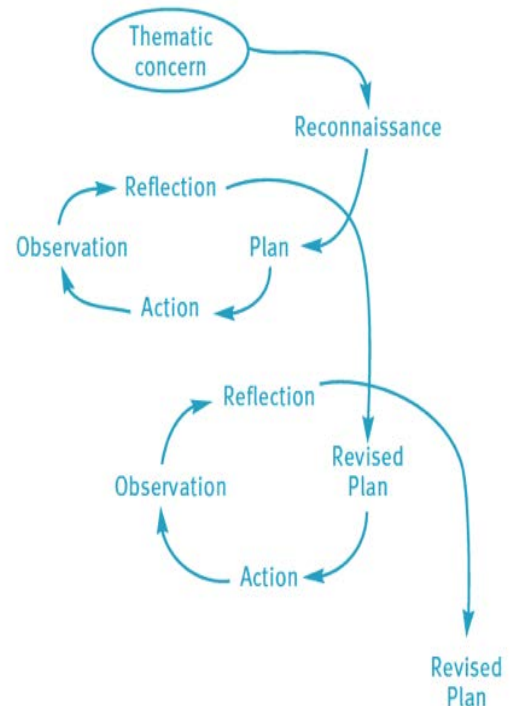 Thematic
concern
Reconnaissance
Reflection
Observation
Plan
Action
Reflection
Revised
Plan
Observation
Action
Revised
Plan